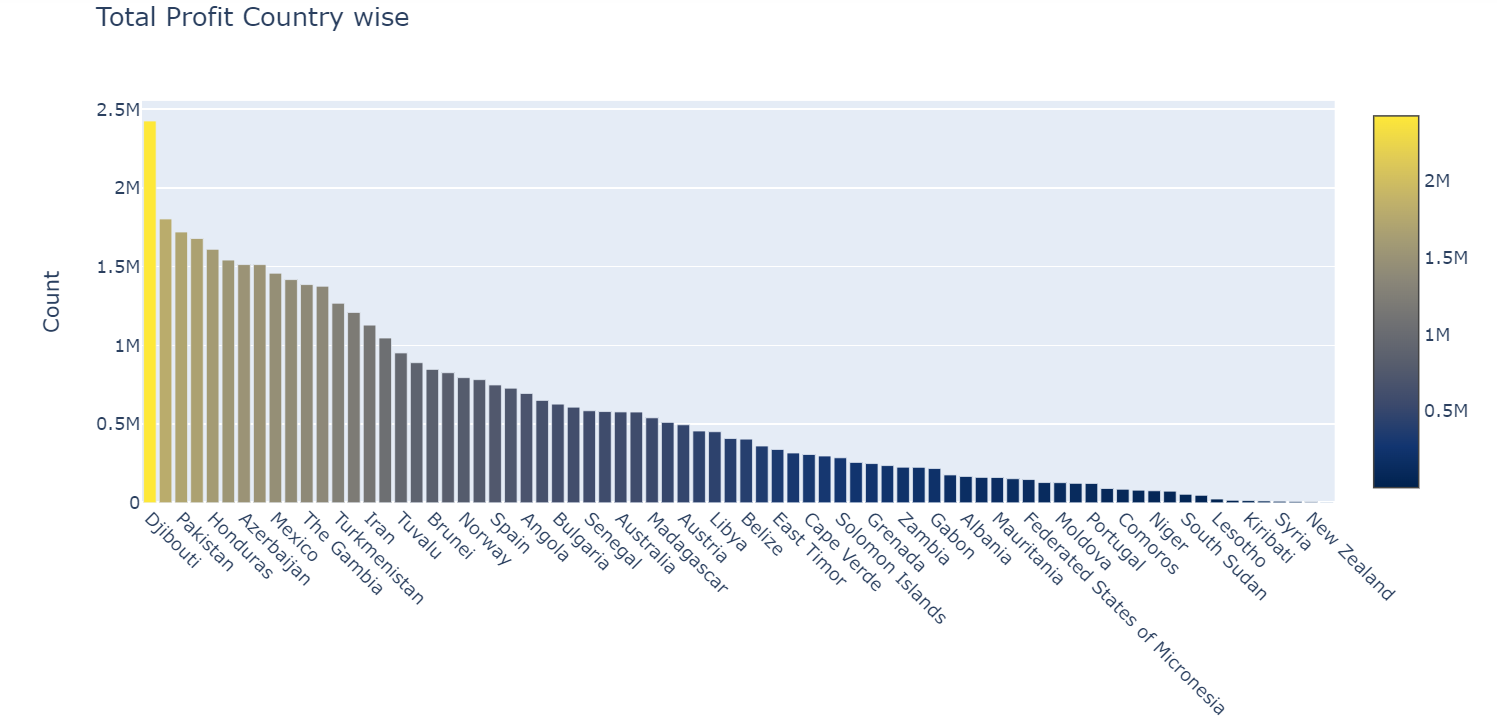 Total Profit Country wise
2.5M
2M
1.5M
1M
0.5M
0
Count
Djibouti
Pakistan
Honduras
Azerbaijan
Mexico
The Gambia
Turkmenistan
Iran
Tuvalu
Brunei
Norway
Spain
Angola
Bulgaria
Senegal
Australia
Madagascar
Austria
Libya
Belize
East Timor
Cape Verde
Solomon Islands
Grenada
Zambia
Gabon
Albania
Mauritania
Federated States of Micronesia
Moldova
Portugal
Comoros
Niger
South Sudan
Lesotho
Kiribati
Syria
New Zealand
2M
1.5M
1M
0.5M